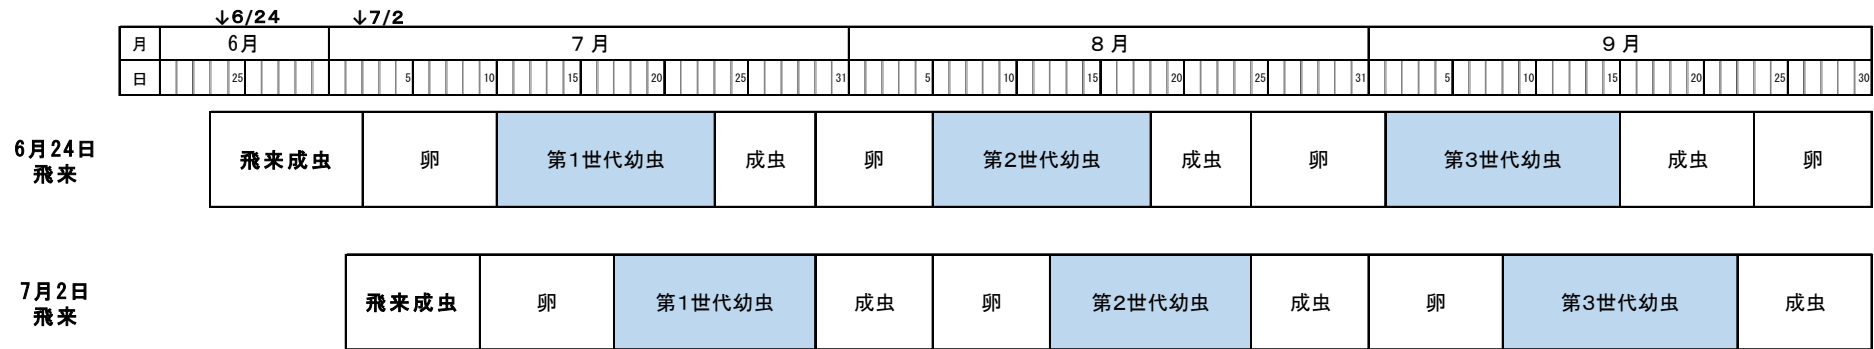 ↓6/24 ↓7/2
月 6月 7月 8月 9月
日 25 5 10 15 20 25 31 5 10 15 20 25 31 5 10 15 20 25 30
6月24日
飛来
飛来成虫 卵 第1世代幼虫 成虫 卵 第2世代幼虫 成虫 卵 第3世代幼虫 成虫 卵
7月2日
飛来
飛来成虫 卵 第1世代幼虫 成虫 卵 第2世代幼虫 成虫 卵 第3世代幼虫 成虫